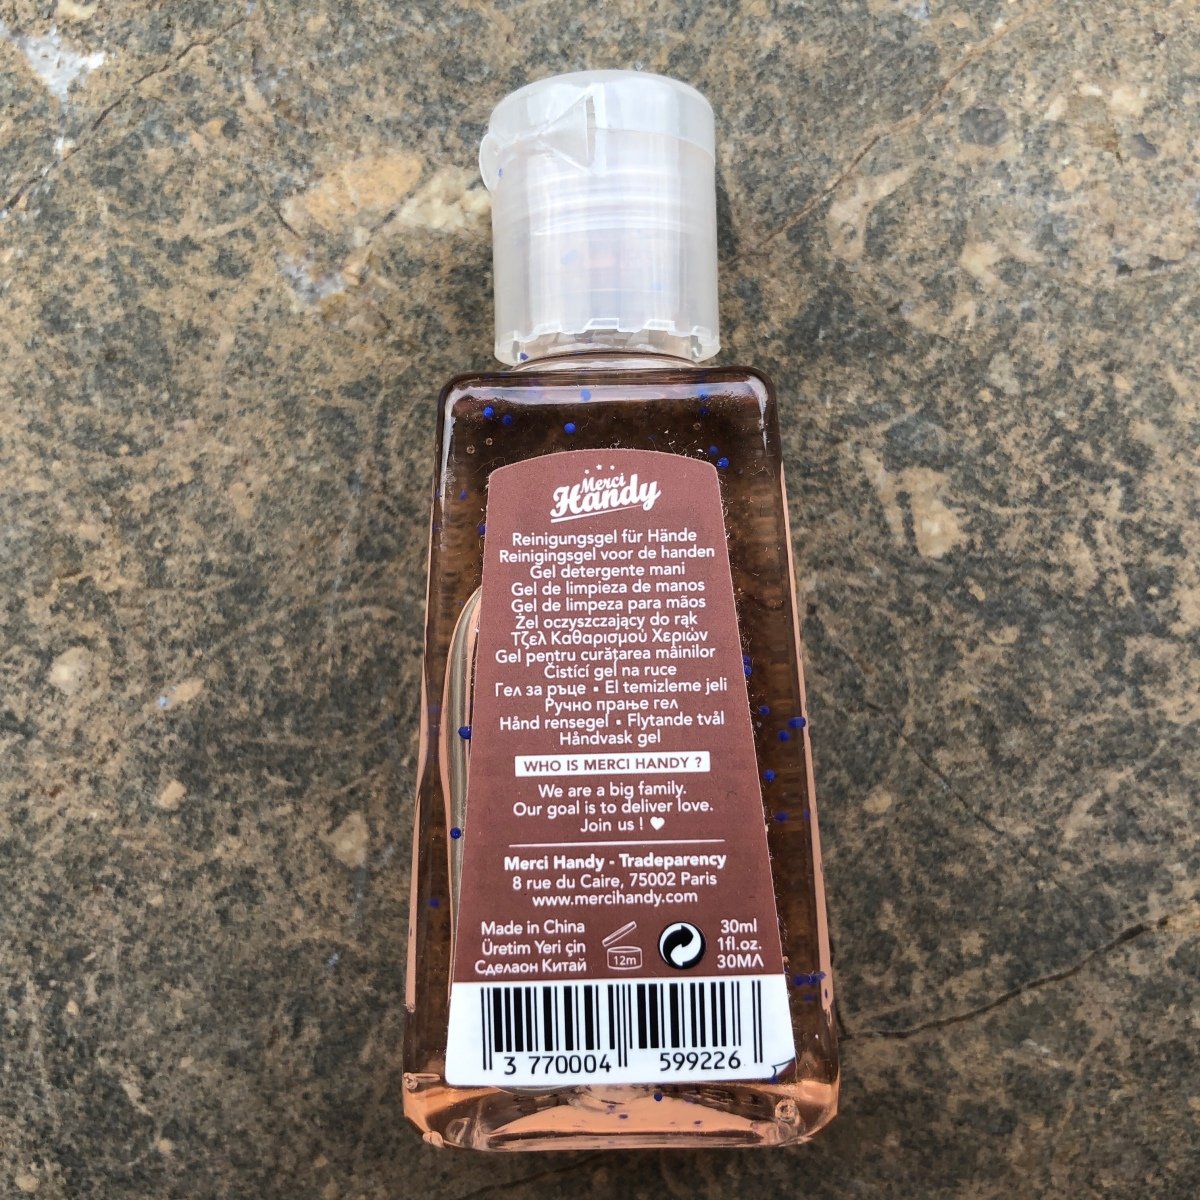 Merci
Handy
Reinigungsgel für Hände
Reinigingsgel voor de handen
Gel detergente mani
Gel de limpieza de manos
Gel de limpeza para mãos
Żel oczyszczający do rąk
Τζελ Καθαρισμού Χεριών
Gel pentru curățarea mâinilor
Čistící gel na ruce
Гел за ръце ▪ El temizleme jeli
Ручно прање гел
Hånd rensegel ▪ Flytande tvål
Håndvask gel
WHO IS MERCI HANDY ?
We are a big family.
Our goal is to deliver love.
Join us ! ♥
Merci Handy - Tradeparency
8 rue du Caire, 75002 Paris
www.mercihandy.com
Made in China
Üretim Yeri çin
Сделаон Китай
12m
30ml
1fl.oz.
30МЛ
3 770004 599226